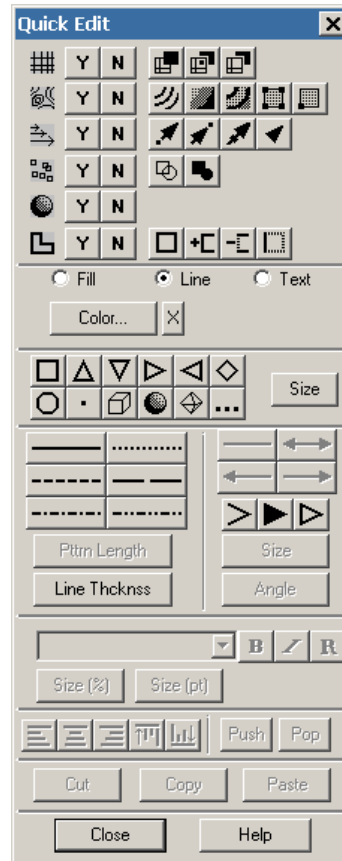 Quick Edit
Y N
Y N
Y N
Y N
Y N
Y N
Fill Line Text
Color...
Size
Pttrn Length Size
Line Thcknss Angle
B I R
Size (%) Size (pt)
Push Pop
Cut Copy Paste
Close Help